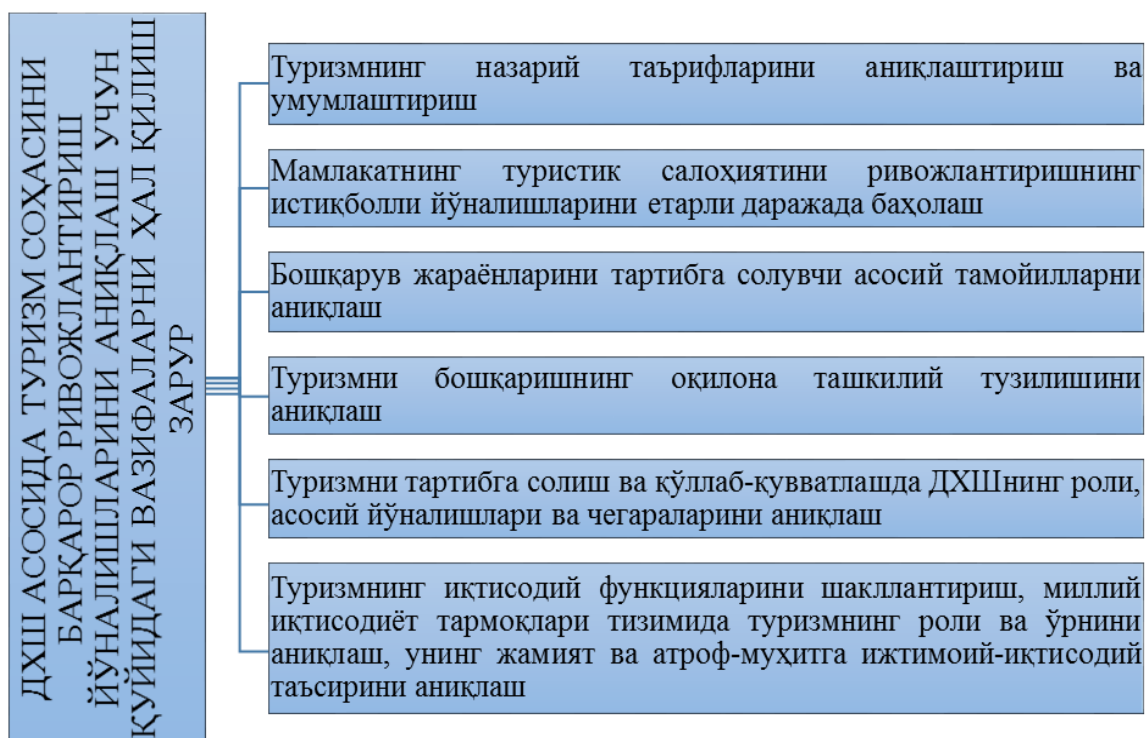 ДХШ АСОСИДА ТУРИЗМ СОҲАСИНИ
БАРҚАРОР РИВОЖЛАНТИРИШ
ЙЎНАЛИШЛАРИНИ АНИҚЛАШ УЧУН
ҚУЙИДАГИ ВАЗИФАЛАРНИ ҲАЛ ҚИЛИШ
ЗАРУР
Туризмнинг назарий таърифларини аниқлаштириш ва
умумлаштириш
Мамлакатнинг туристик салоҳиятини ривожлантиришнинг
истиқболли йўналишларини етарли даражада баҳолаш
Бошқарув жараёнларини тартибга солувчи асосий тамойилларни
аниқлаш
Туризмни бошқаришнинг оқилона ташкилий тузилишини
аниқлаш
Туризмни тартибга солиш ва қўллаб-қувватлашда ДХШнинг роли,
асосий йўналишлари ва чегараларини аниқлаш
Туризмнинг иқтисодий функцияларини шакллантириш, миллий
иқтисодиёт тармоқлари тизимида туризмнинг роли ва ўрнини
аниқлаш, унинг жамият ва атроф-муҳитга ижтимоий-иқтисодий
таъсирини аниқлаш